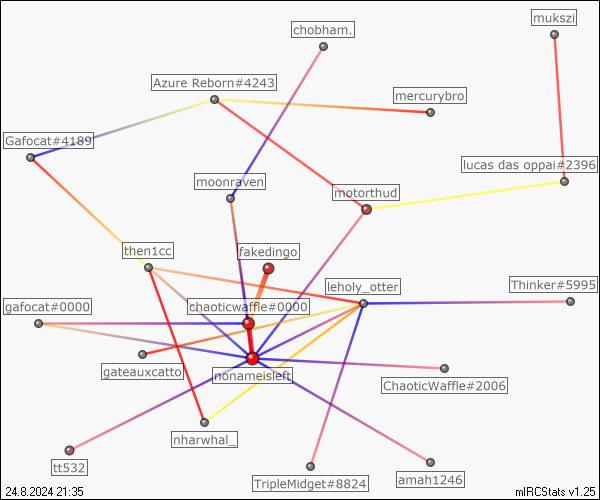 mukszi
chobham.
Azure Reborn#4243
mercurybro
Gafocat#4189
lucas das oppai#2396
moonraven
motorthud
then1cc
fakedingo
leholy_otter
Thinker#5995
gafocat#0000
chaoticwaffle#0000
gateauxcatto
nonameisleft
ChaoticWaffle#2006
nharwhal_
tt532
TripleMidget#8824
amah1246
24.8.2024 21:35
mIRCStats v1.25